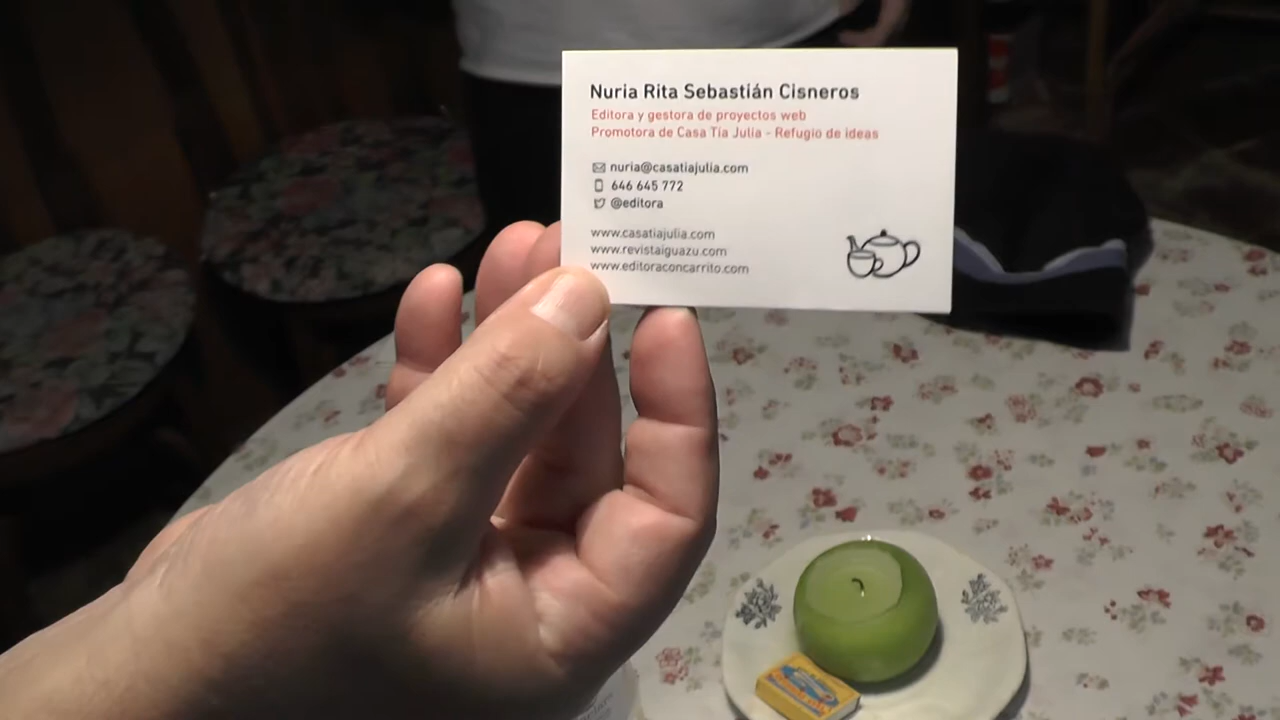 Nuria Rita Sebastián Cisneros
Editora y gestora de proyectos web
Promotora de Casa Tía Julia - Refugio de ideas
nuria@casatiajulia.com
646 645 772
@editora
www.casatiajulia.com
www.revistaiguazu.com
www.editoraconcarrito.com